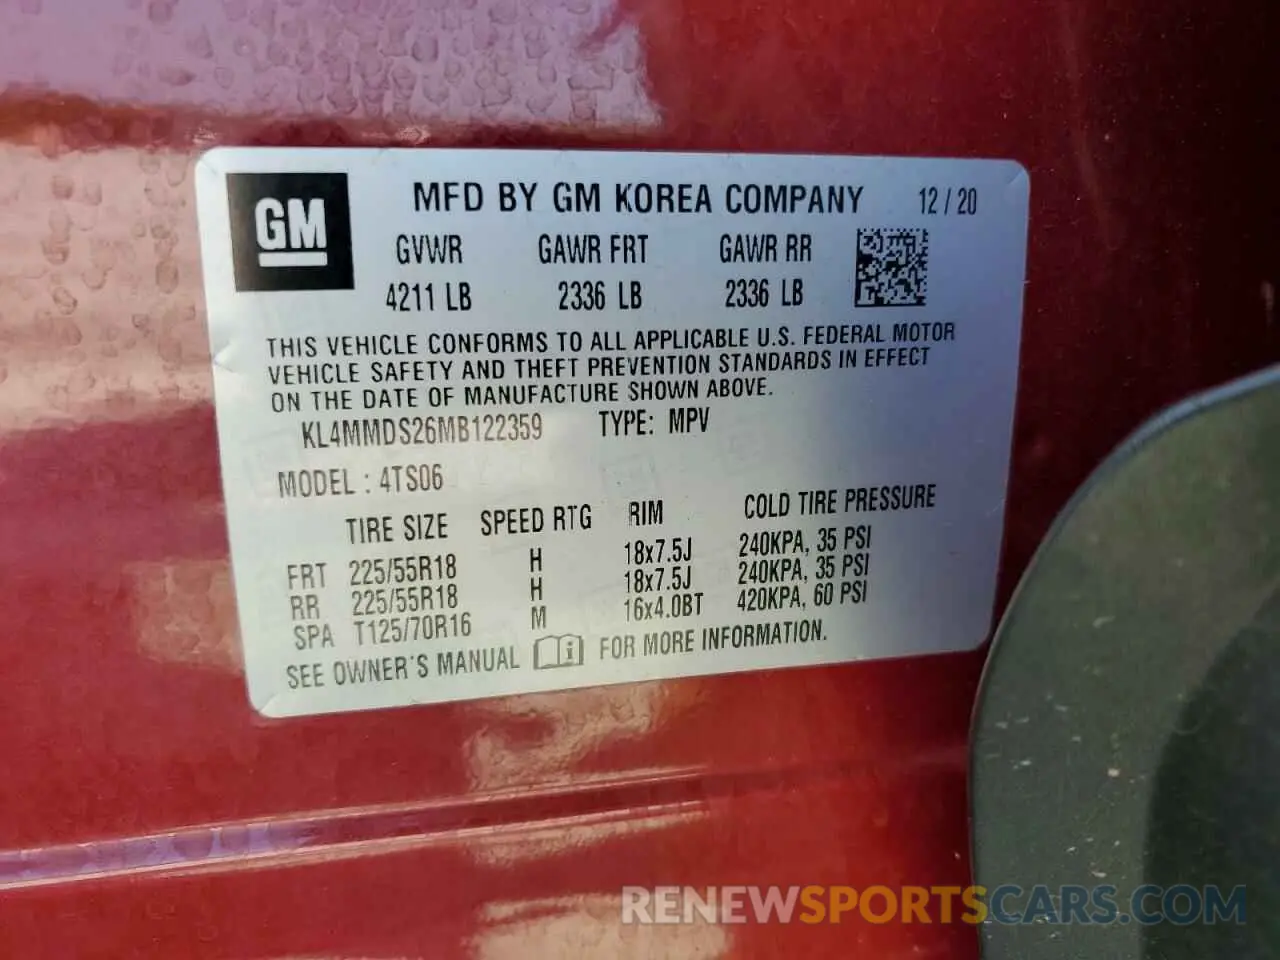 GM
MFD BY GM KOREA COMPANY 12 / 20
GVWR GAWR FRT GAWR RR
4211 LB 2336 LB 2336 LB
THIS VEHICLE CONFORMS TO ALL APPLICABLE U.S. FEDERAL MOTOR
VEHICLE SAFETY AND THEFT PREVENTION STANDARDS IN EFFECT
ON THE DATE OF MANUFACTURE SHOWN ABOVE.
KL4MMDS26MB122359 TYPE: MPV
MODEL : 4TS06
TIRE SIZE SPEED RTG RIM COLD TIRE PRESSURE
FRT 225/55R18 H 18x7.5J 240KPA, 35 PSI
RR 225/55R18 H 18x7.5J 240KPA, 35 PSI
SPA T125/70R16 M 16x4.0BT 420KPA, 60 PSI
SEE OWNER'S MANUAL i FOR MORE INFORMATION.
RENEWSPORTSCARS.COM